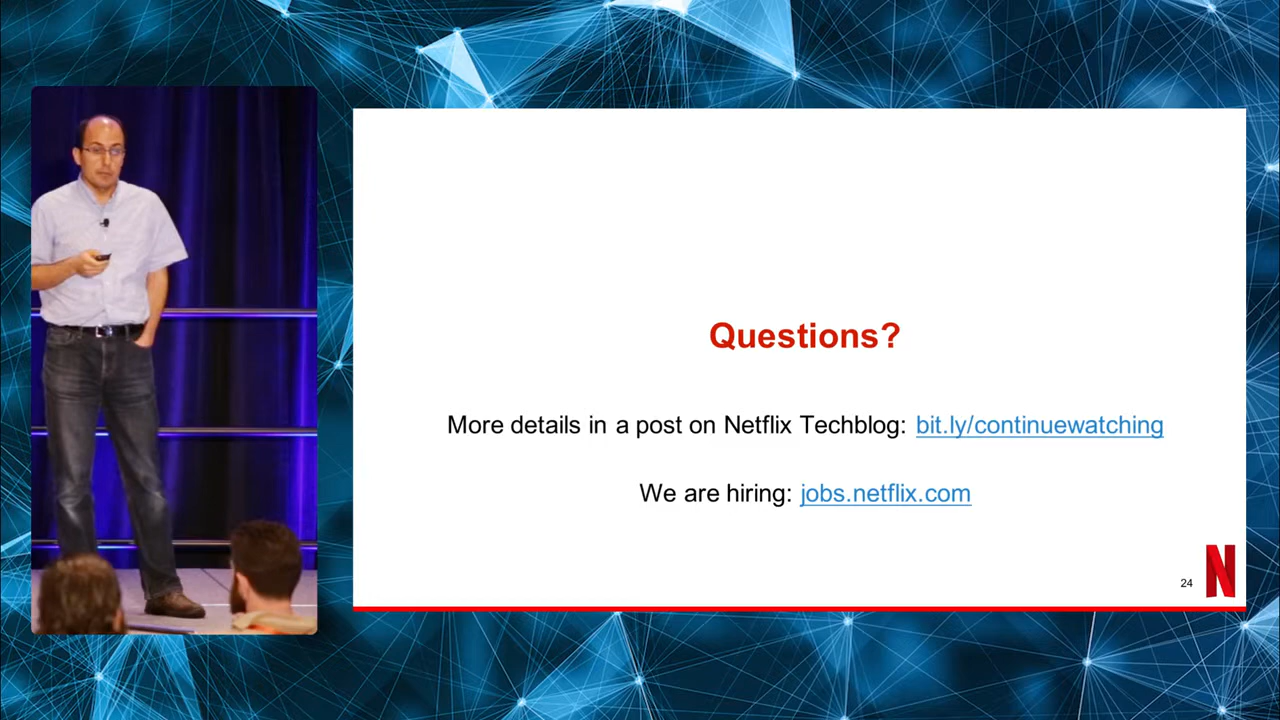 Questions?
More details in a post on Netflix Techblog: bit.ly/continuewatching
We are hiring: jobs.netflix.com
24
N